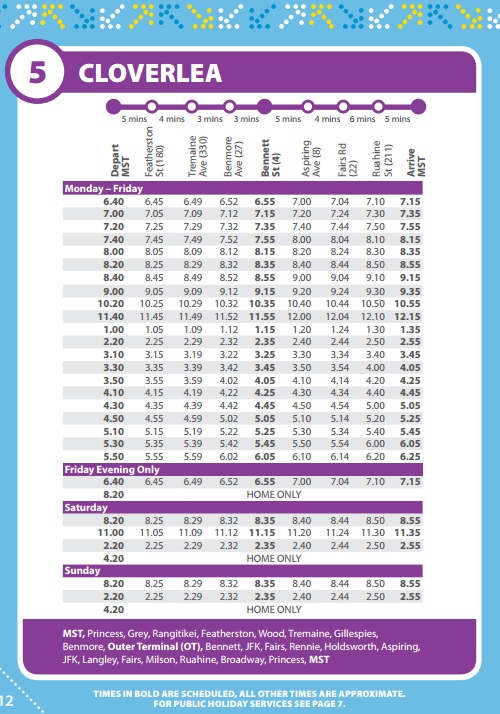 5 CLOVERLEA
5 mins 4 mins 3 mins 3 mins 5 mins 4 mins 6 mins 5 mins
Depart MST Featherston St (180) Tremaine Ave (330) Benmore Ave (27) Bennett St (4) Aspiring Ave (8) Fairs Rd (22) Ruahine St (211) Arrive MST
Monday – Friday
6.40 6.45 6.49 6.52 6.55 7.00 7.04 7.10 7.15
7.00 7.05 7.09 7.12 7.15 7.20 7.24 7.30 7.35
7.20 7.25 7.29 7.32 7.35 7.40 7.44 7.50 7.55
7.40 7.45 7.49 7.52 7.55 8.00 8.04 8.10 8.15
8.00 8.05 8.09 8.12 8.15 8.20 8.24 8.30 8.35
8.20 8.25 8.29 8.32 8.35 8.40 8.44 8.50 8.55
8.40 8.45 8.49 8.52 8.55 9.00 9.04 9.10 9.15
9.00 9.05 9.09 9.12 9.15 9.20 9.24 9.30 9.35
10.20 10.25 10.29 10.32 10.35 10.40 10.44 10.50 10.55
11.40 11.45 11.49 11.52 11.55 12.00 12.04 12.10 12.15
1.00 1.05 1.09 1.12 1.15 1.20 1.24 1.30 1.35
2.20 2.25 2.29 2.32 2.35 2.40 2.44 2.50 2.55
3.10 3.15 3.19 3.22 3.25 3.30 3.34 3.40 3.45
3.30 3.35 3.39 3.42 3.45 3.50 3.54 4.00 4.05
3.50 3.55 3.59 4.02 4.05 4.10 4.14 4.20 4.25
4.10 4.15 4.19 4.22 4.25 4.30 4.34 4.40 4.45
4.30 4.35 4.39 4.42 4.45 4.50 4.54 5.00 5.05
4.50 4.55 4.59 5.02 5.05 5.10 5.14 5.20 5.25
5.10 5.15 5.19 5.22 5.25 5.30 5.34 5.40 5.45
5.30 5.35 5.39 5.42 5.45 5.50 5.54 6.00 6.05
5.50 5.55 5.59 6.02 6.05 6.10 6.14 6.20 6.25
Friday Evening Only
6.40 6.45 6.49 6.52 6.55 7.00 7.04 7.10 7.15
8.20 HOME ONLY
Saturday
8.20 8.25 8.29 8.32 8.35 8.40 8.44 8.50 8.55
11.00 11.05 11.09 11.12 11.15 11.20 11.24 11.30 11.35
2.20 2.25 2.29 2.32 2.35 2.40 2.44 2.50 2.55
4.20 HOME ONLY
Sunday
8.20 8.25 8.29 8.32 8.35 8.40 8.44 8.50 8.55
2.20 2.25 2.29 2.32 2.35 2.40 2.44 2.50 2.55
4.20 HOME ONLY
MST, Princess, Grey, Rangitikei, Featherston, Wood, Tremaine, Gillespies,
Benmore, Outer Terminal (OT), Bennett, JFK, Fairs, Rennie, Holdsworth, Aspiring,
JFK, Langley, Fairs, Milson, Ruahine, Broadway, Princess, MST
12
TIMES IN BOLD ARE SCHEDULED, ALL OTHER TIMES ARE APPROXIMATE.
FOR PUBLIC HOLIDAY SERVICES SEE PAGE 7.